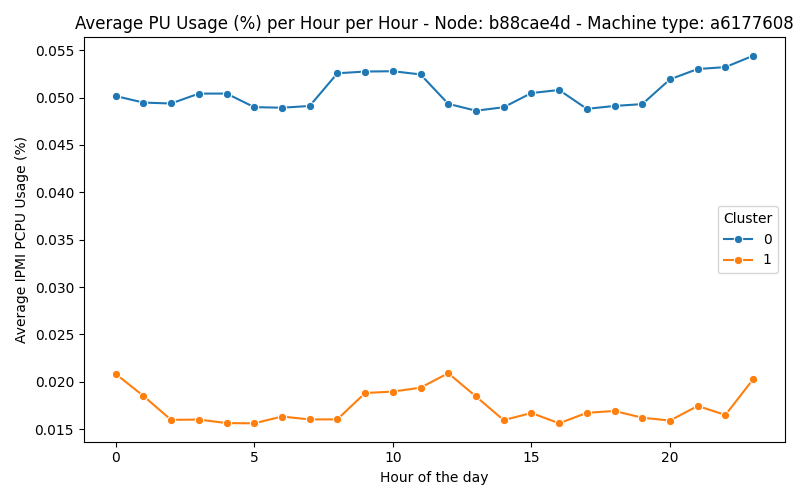 Average PU Usage (%) per Hour per Hour - Node: b88cae4d - Machine type: a6177608
Average IPMI PCPU Usage (%)
0.055
0.050
0.045
0.040
0.035
0.030
0.025
0.020
0.015
Cluster
0
1
0 5 10 15 20
Hour of the day